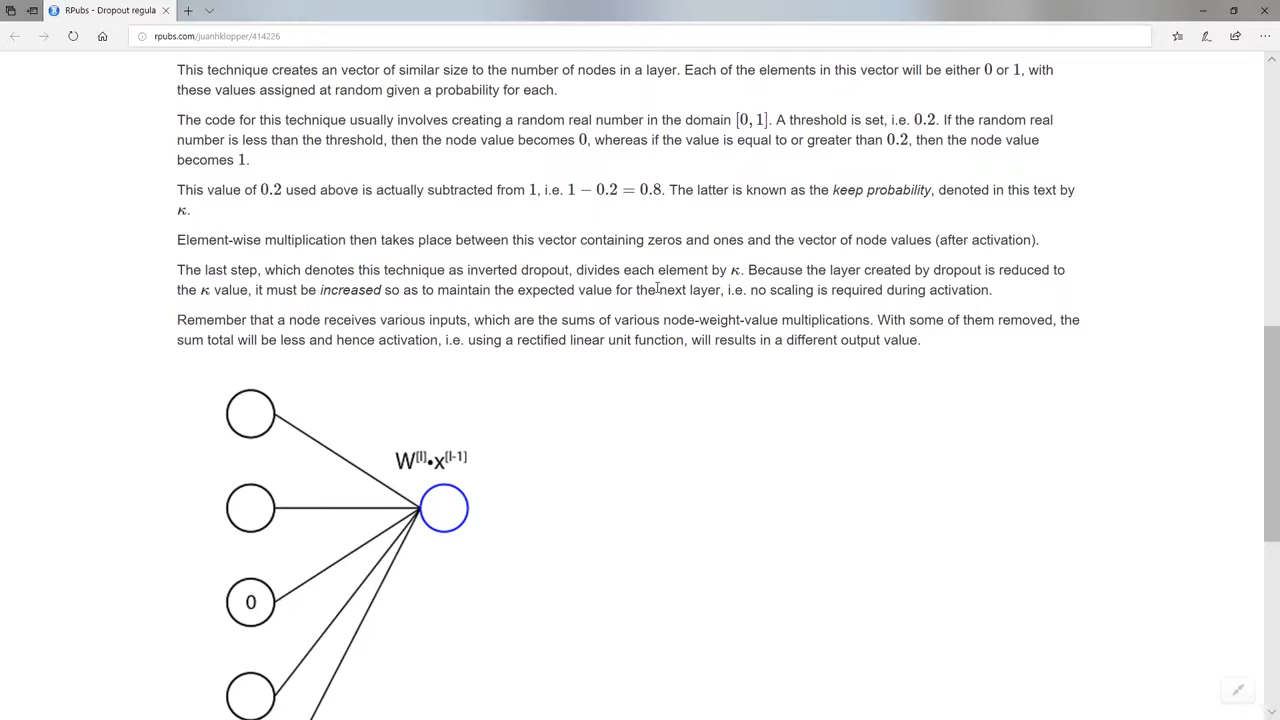 RPubs - Dropout regula
rpubs.com/juanhklopper/414226
This technique creates an vector of similar size to the number of nodes in a layer. Each of the elements in this vector will be either 0 or 1, with
these values assigned at random given a probability for each.
The code for this technique usually involves creating a random real number in the domain [0, 1]. A threshold is set, i.e. 0.2. If the random real
number is less than the threshold, then the node value becomes 0, whereas if the value is equal to or greater than 0.2, then the node value
becomes 1.
This value of 0.2 used above is actually subtracted from 1, i.e. 1 − 0.2 = 0.8. The latter is known as the keep probability, denoted in this text by
κ.
Element-wise multiplication then takes place between this vector containing zeros and ones and the vector of node values (after activation).
The last step, which denotes this technique as inverted dropout, divides each element by κ. Because the layer created by dropout is reduced to
the κ value, it must be increased so as to maintain the expected value for the next layer, i.e. no scaling is required during activation.
Remember that a node receives various inputs, which are the sums of various node-weight-value multiplications. With some of them removed, the
sum total will be less and hence activation, i.e. using a rectified linear unit function, will results in a different output value.
W[l]•x[l-1]
0